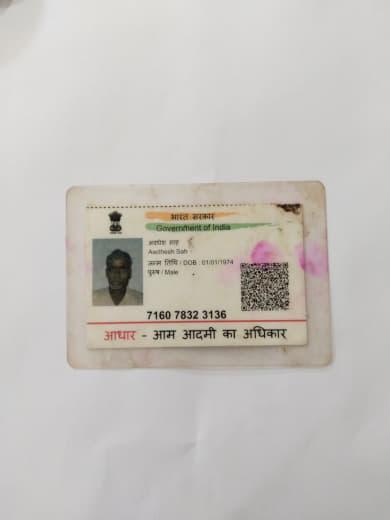 भारत सरकार
Government of India
अवधेश साह
Awdhesh Sah
जन्म तिथि / DOB : 01/01/1974
पुरुष / Male
7160 7832 3136
आधार - आम आदमी का अधिकार